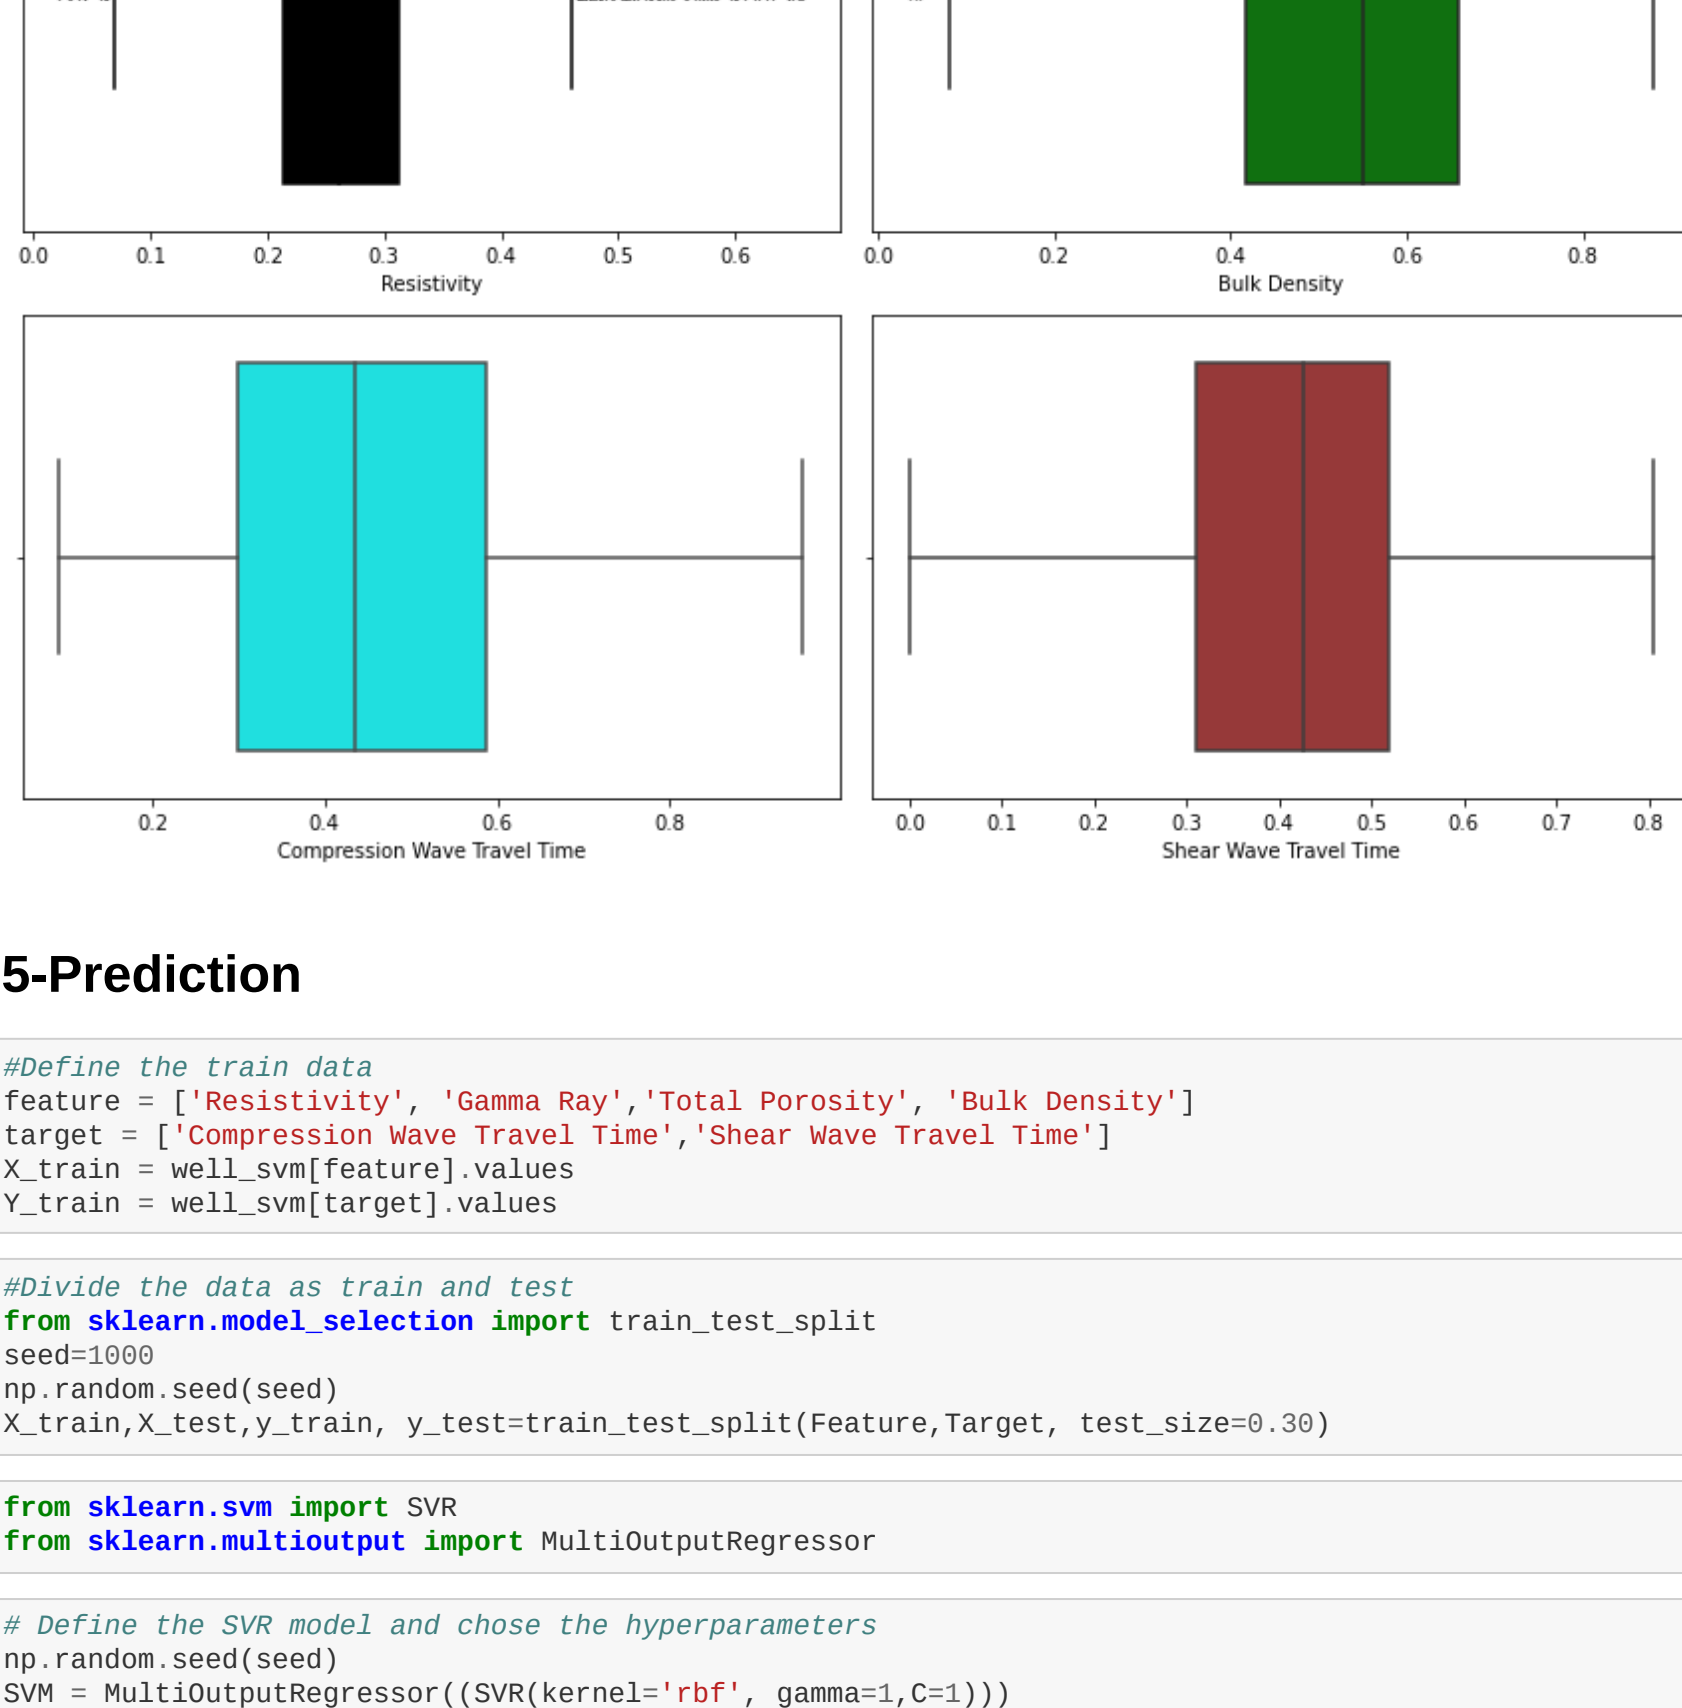 0.0 0.1 0.2 0.3 0.4 0.5 0.6
Resistivity
0.0 0.2 0.4 0.6 0.8
Bulk Density
0.2 0.4 0.6 0.8
Compression Wave Travel Time
0.0 0.1 0.2 0.3 0.4 0.5 0.6 0.7 0.8
Shear Wave Travel Time
5-Prediction
#Define the train data
feature = ['Resistivity', 'Gamma Ray','Total Porosity', 'Bulk Density']
target = ['Compression Wave Travel Time','Shear Wave Travel Time']
X_train = well_svm[feature].values
Y_train = well_svm[target].values
#Divide the data as train and test
from sklearn.model_selection import train_test_split
seed=1000
np.random.seed(seed)
X_train,X_test,y_train, y_test=train_test_split(Feature,Target, test_size=0.30)
from sklearn.svm import SVR
from sklearn.multioutput import MultiOutputRegressor
# Define the SVR model and chose the hyperparameters
np.random.seed(seed)
SVM = MultiOutputRegressor((SVR(kernel='rbf', gamma=1,C=1)))